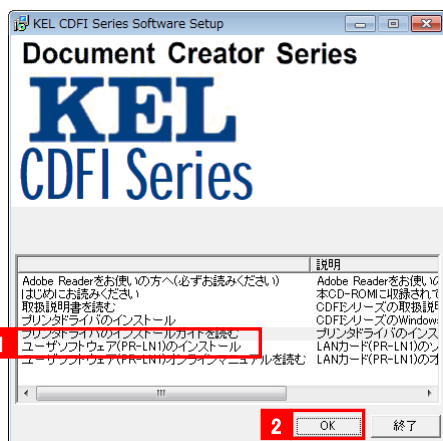 KEL CDFI Series Software Setup
Document Creator Series
KEL
CDFI Series
説明
Adobe Readerをお使いの方へ(必ずお読みください) Adobe Readerをお使い
はじめにお読みください 本CD-ROMに収録されて
取扱説明書を読む CDFIシリーズの取扱説
プリンタドライバのインストール CDFIシリーズのWindow
プリンタドライバのインストールガイドを読む プリンタドライバのインス
1
ユーザソフトウェア(PR-LN1)のインストール LANカード(PR-LN1)の
ユーザソフトウェア(PR-LN1)オンラインマニュアルを読む LANカード(PR-LN1)のオ
2
OK 終了